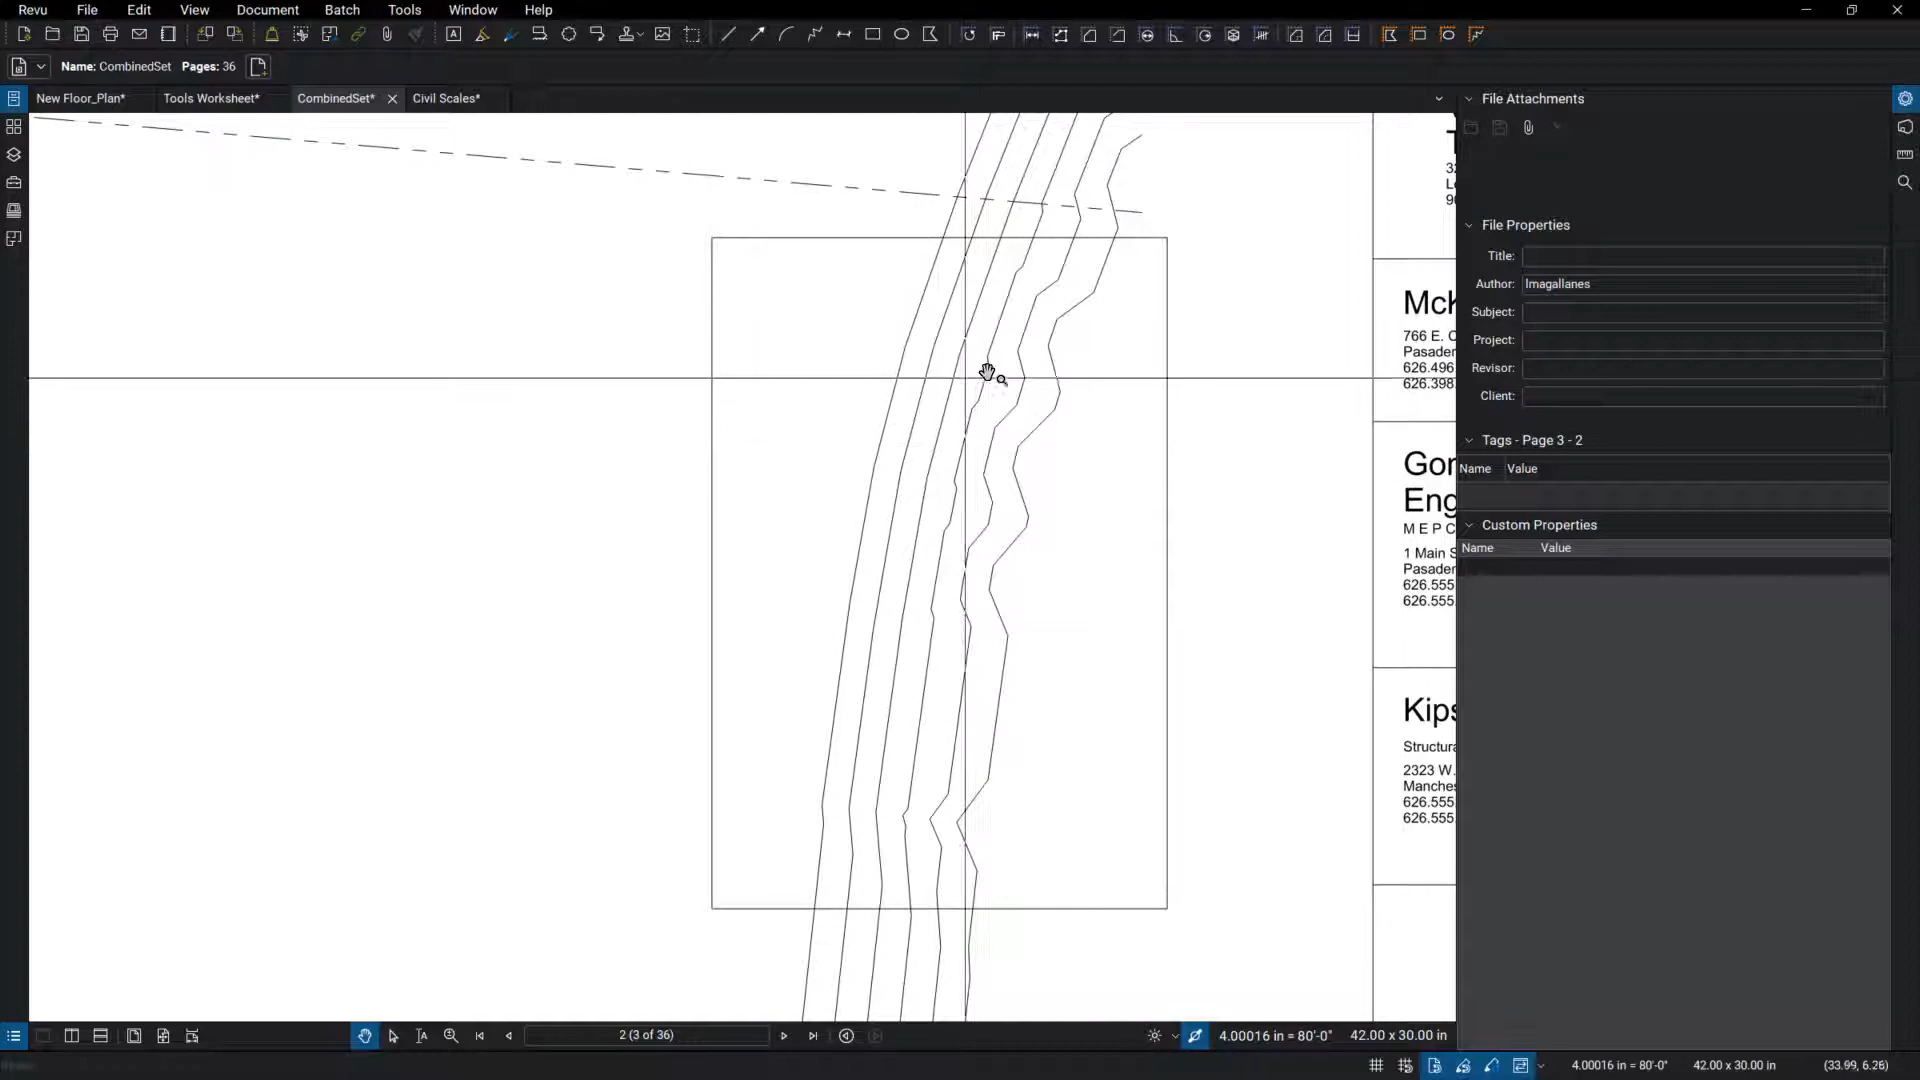 Revu File Edit View Document Batch Tools Window Help
Name: CombinedSet Pages: 36
New Floor_Plan* Tools Worksheet* CombinedSet* Civil Scales*
File Attachments
File Properties
Title:
Author: Imagallanes
Subject:
Project:
Revisor:
Client:
Tags - Page 3 - 2
Name Value
Custom Properties
Name Value
32
90
McK
766 E. C
Pasaden
626.496.
626.398.
Gor
Eng
M E P C
1 Main S
Pasaden
626.555.
626.555.
Kips
Structura
2323 W.
Manches
626.555.
626.555.
2 (3 of 36)
4.00016 in = 80'-0" 42.00 x 30.00 in
4.00016 in = 80'-0" 42.00 x 30.00 in (33.99, 6.26)